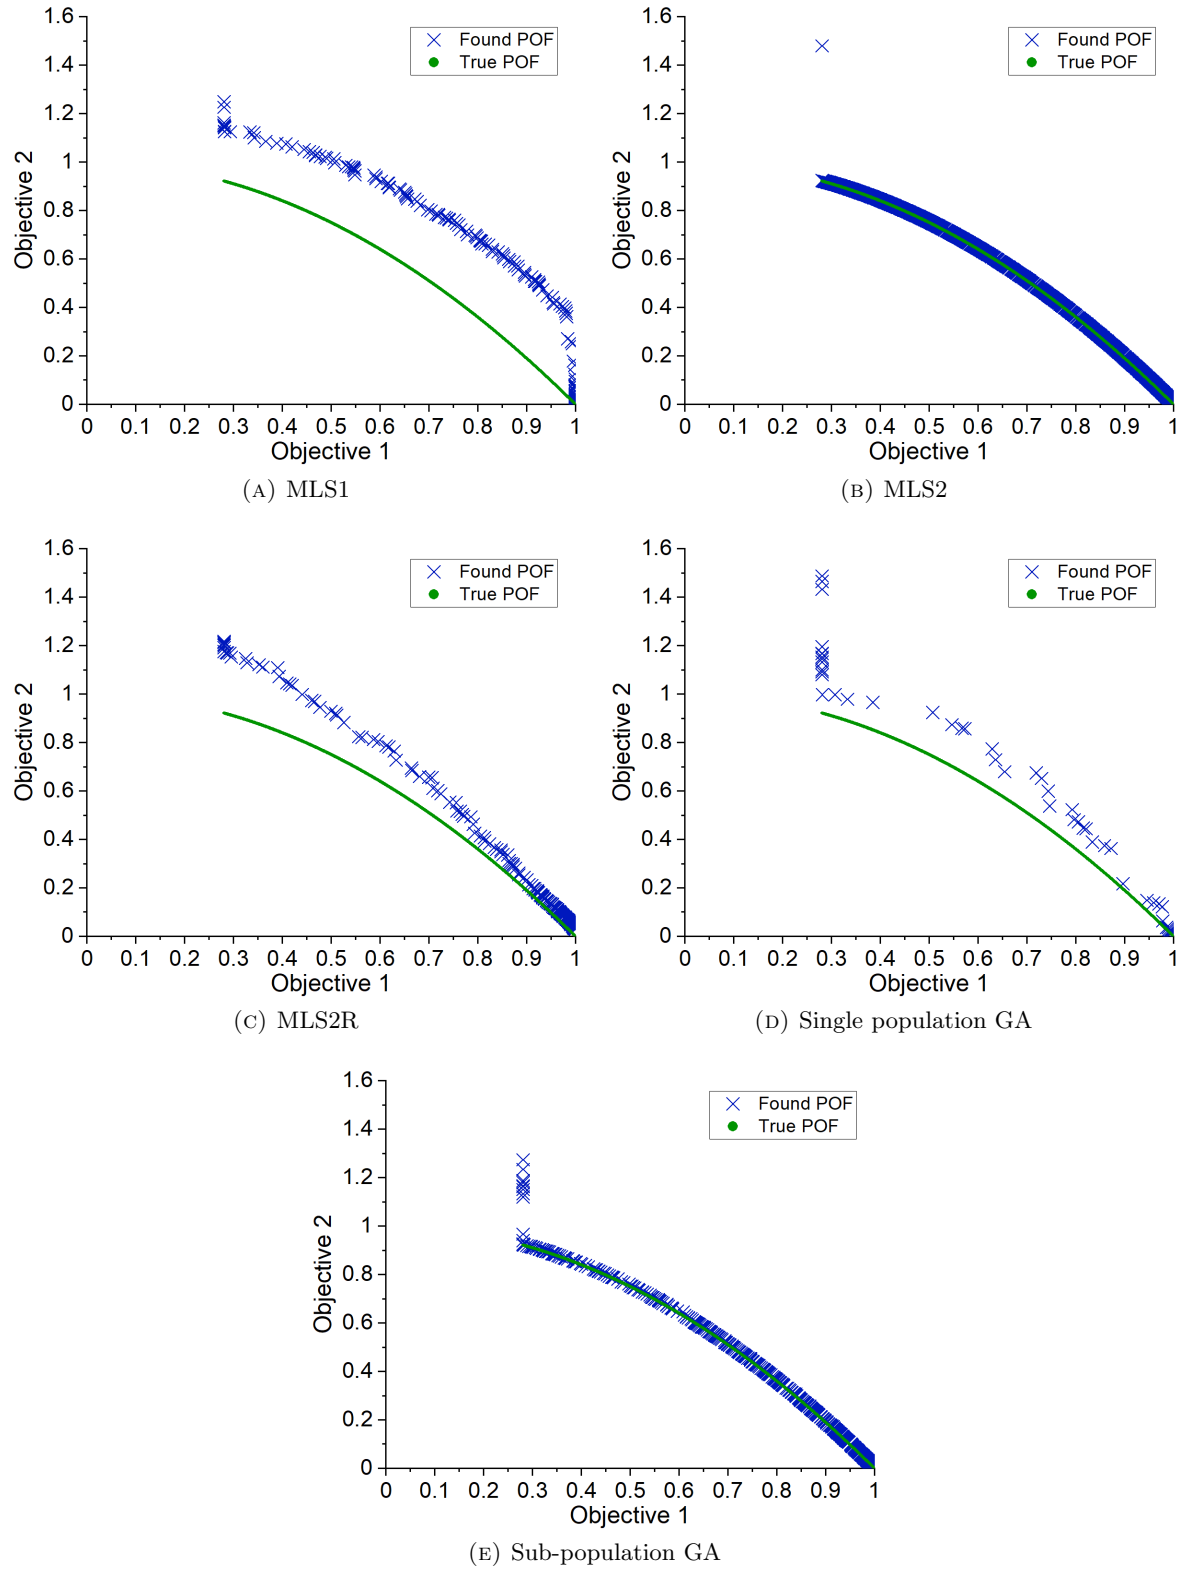 1.6
1.4
1.2
1
0.8
0.6
0.4
0.2
0
Objective 2
Found POF
True POF
0 0.1 0.2 0.3 0.4 0.5 0.6 0.7 0.8 0.9 1
Objective 1
(A) MLS1
1.6
1.4
1.2
1
0.8
0.6
0.4
0.2
0
Objective 2
Found POF
True POF
0 0.1 0.2 0.3 0.4 0.5 0.6 0.7 0.8 0.9 1
Objective 1
(B) MLS2
1.6
1.4
1.2
1
0.8
0.6
0.4
0.2
0
Objective 2
Found POF
True POF
0 0.1 0.2 0.3 0.4 0.5 0.6 0.7 0.8 0.9 1
Objective 1
(C) MLS2R
1.6
1.4
1.2
1
0.8
0.6
0.4
0.2
0
Objective 2
Found POF
True POF
0 0.1 0.2 0.3 0.4 0.5 0.6 0.7 0.8 0.9 1
Objective 1
(D) Single population GA
1.6
1.4
1.2
1
0.8
0.6
0.4
0.2
0
Objective 2
Found POF
True POF
0 0.1 0.2 0.3 0.4 0.5 0.6 0.7 0.8 0.9 1
Objective 1
(E) Sub-population GA